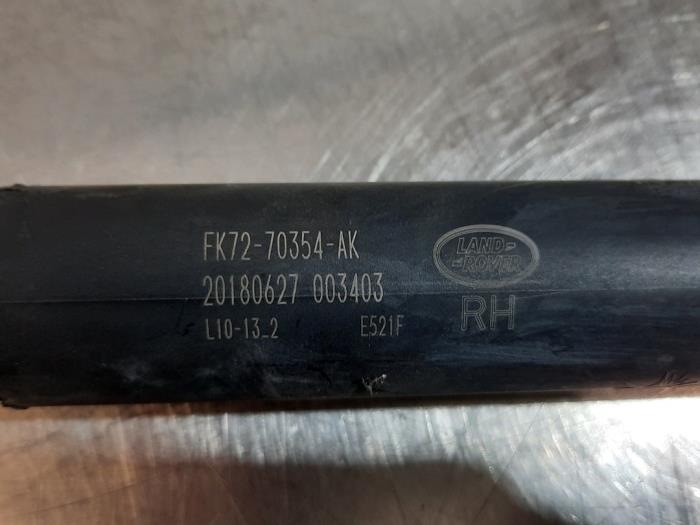 FK72-70354-AK
20180627 003403
L10-13_2 E521F
LAND-
-ROVER
RH